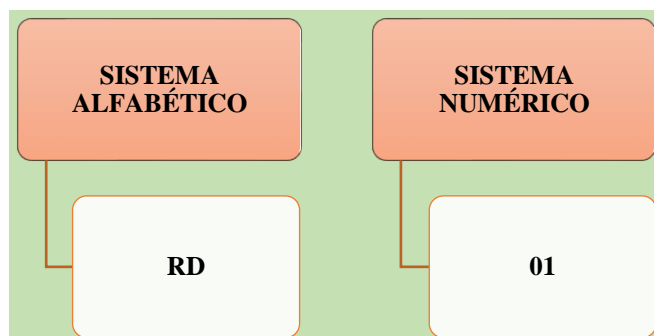 SISTEMA
ALFABÉTICO
RD
SISTEMA
NUMÉRICO
01